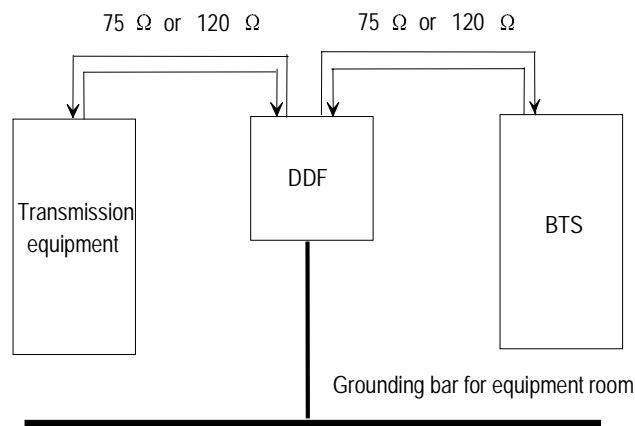 75 Ω or 120 Ω
75 Ω or 120 Ω
DDF
Transmission
equipment
BTS
Grounding bar for equipment room